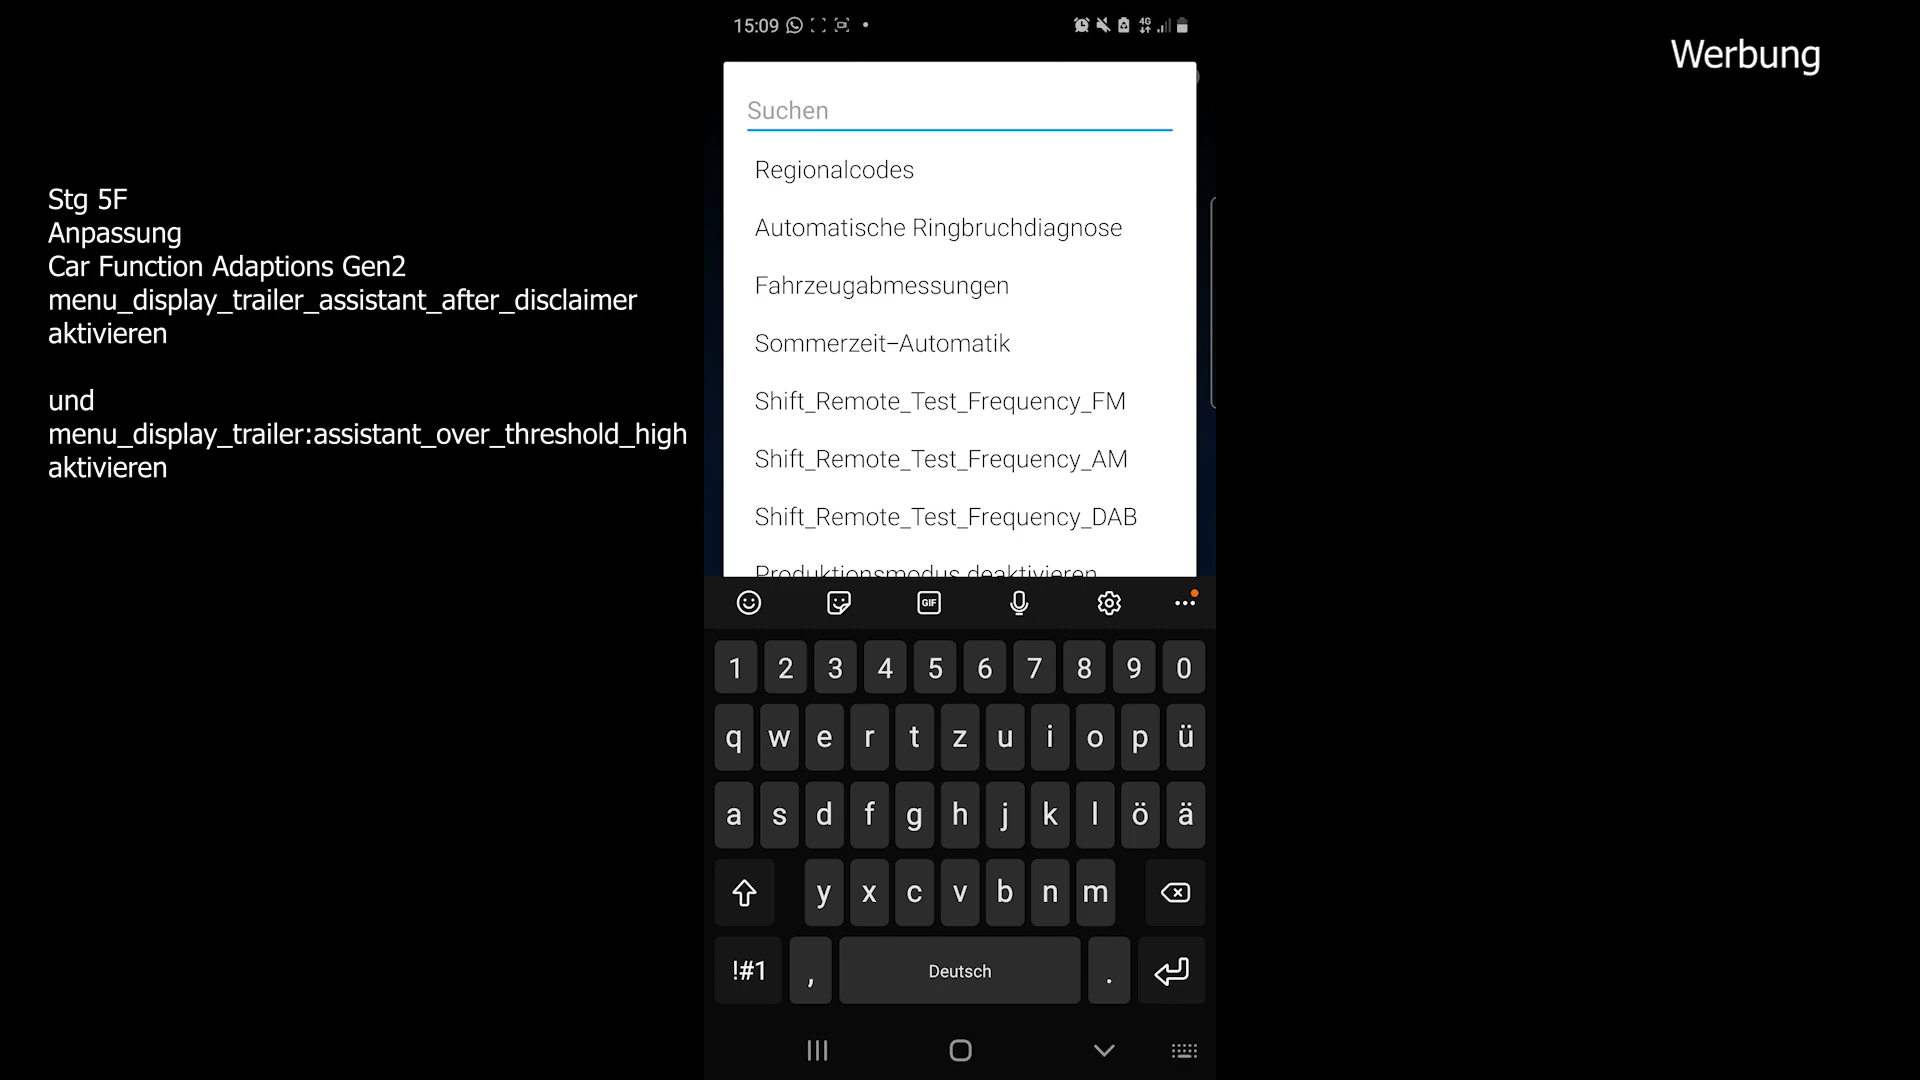 15:09
4G
Werbung
Stg 5F
Anpassung
Car Function Adaptions Gen2
menu_display_trailer_assistant_after_disclaimer
aktivieren
und
menu_display_trailer:assistant_over_threshold_high
aktivieren
Suchen
Regionalcodes
Automatische Ringbruchdiagnose
Fahrzeugabmessungen
Sommerzeit–Automatik
Shift_Remote_Test_Frequency_FM
Shift_Remote_Test_Frequency_AM
Shift_Remote_Test_Frequency_DAB
Produktionsmodus deaktivieren
GIF
1 2 3 4 5 6 7 8 9 0
q w e r t z u i o p ü
a s d f g h j k l ö ä
y x c v b n m
!#1 , Deutsch .